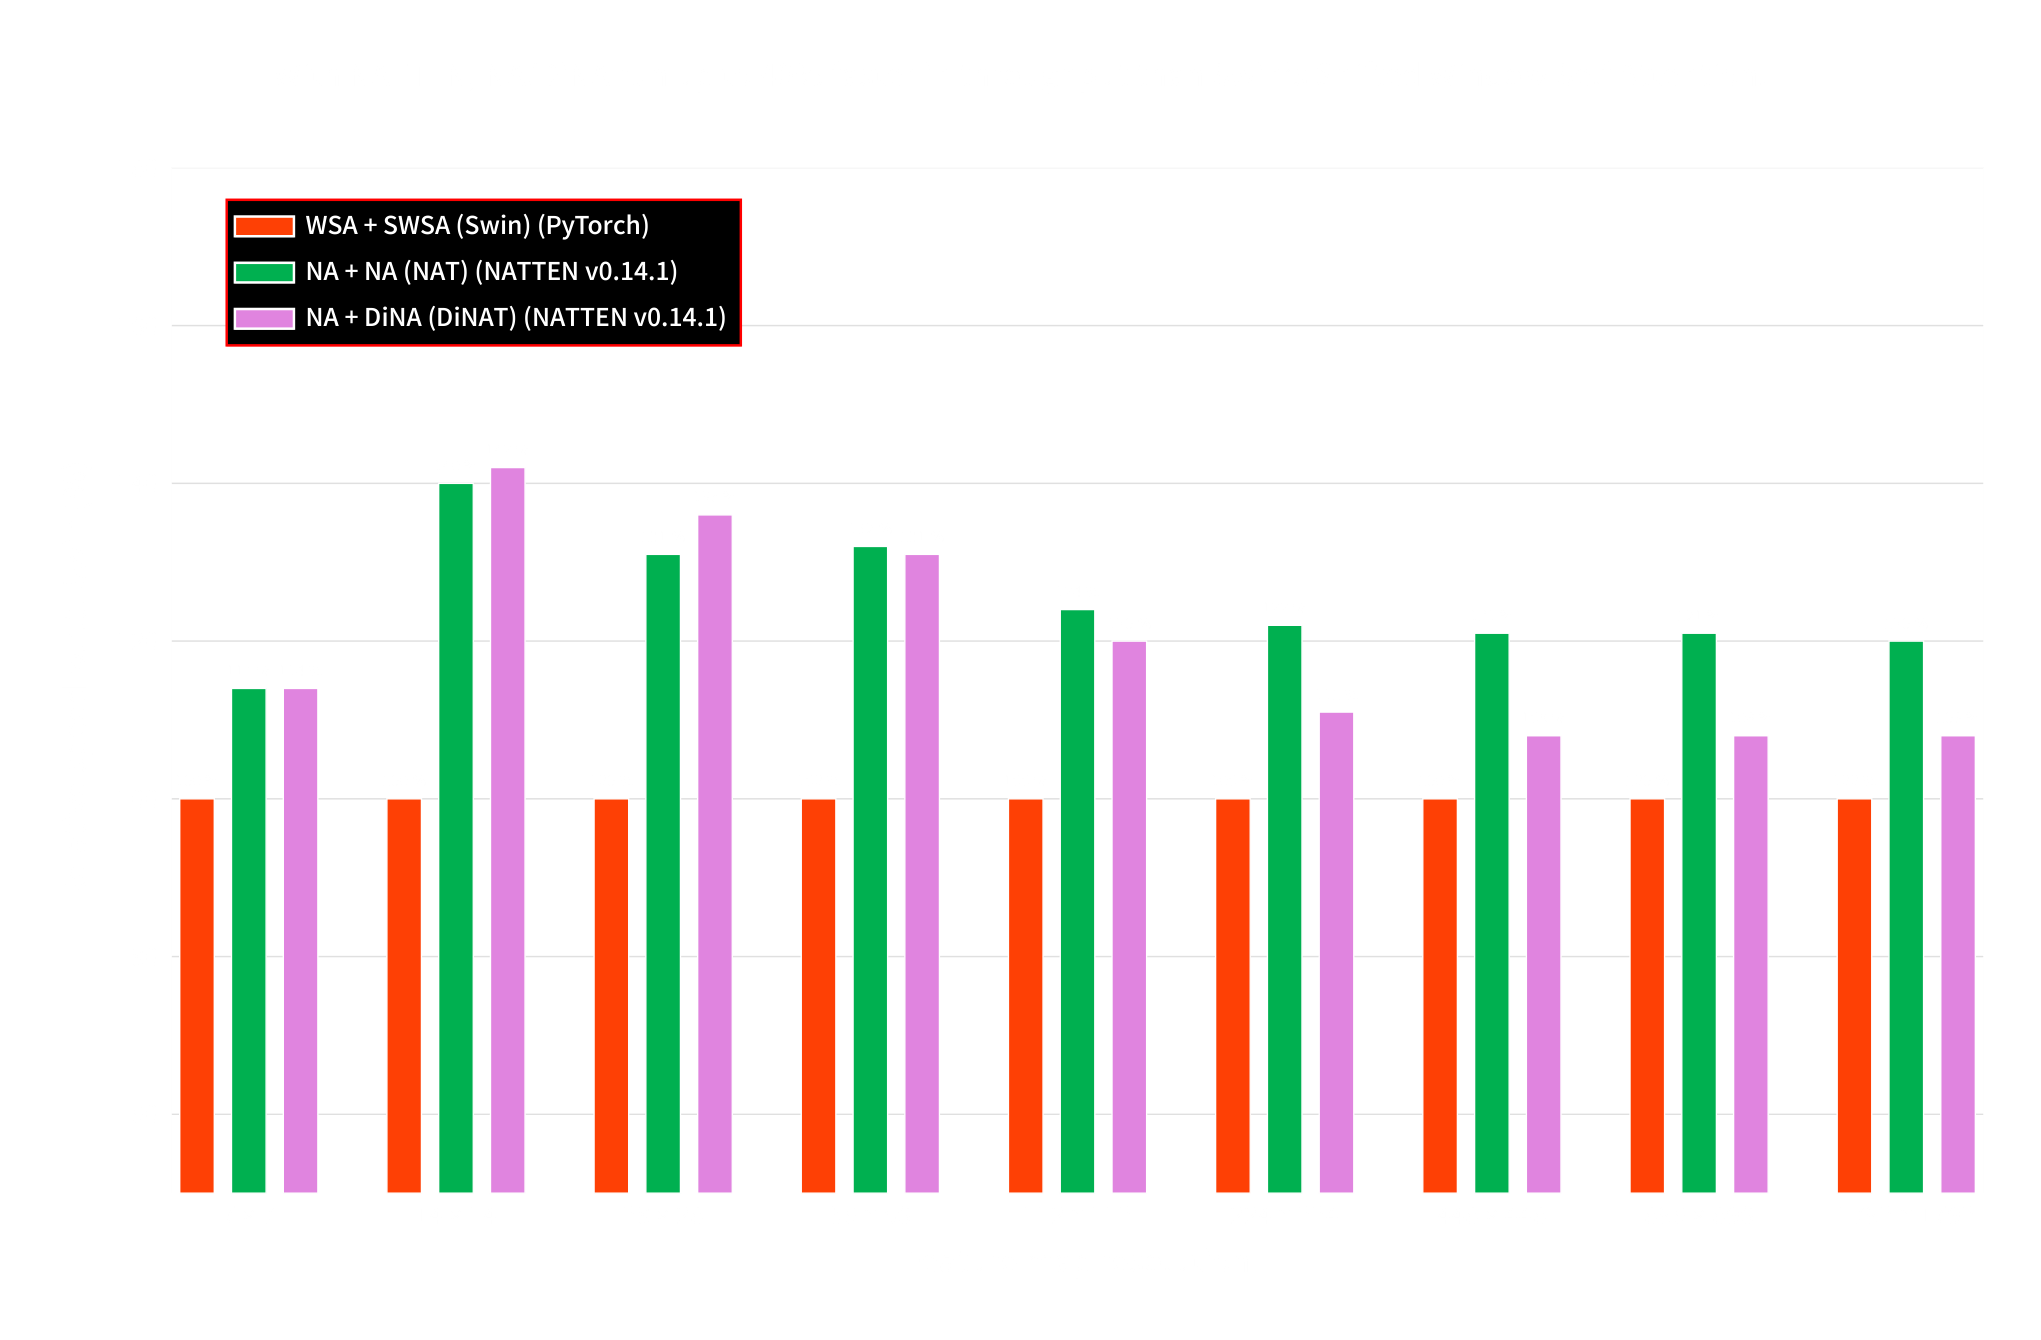 WSA + SWSA (Swin) (PyTorch)
NA + NA (NAT) (NATTEN v0.14.1)
NA + DiNA (DiNAT) (NATTEN v0.14.1)